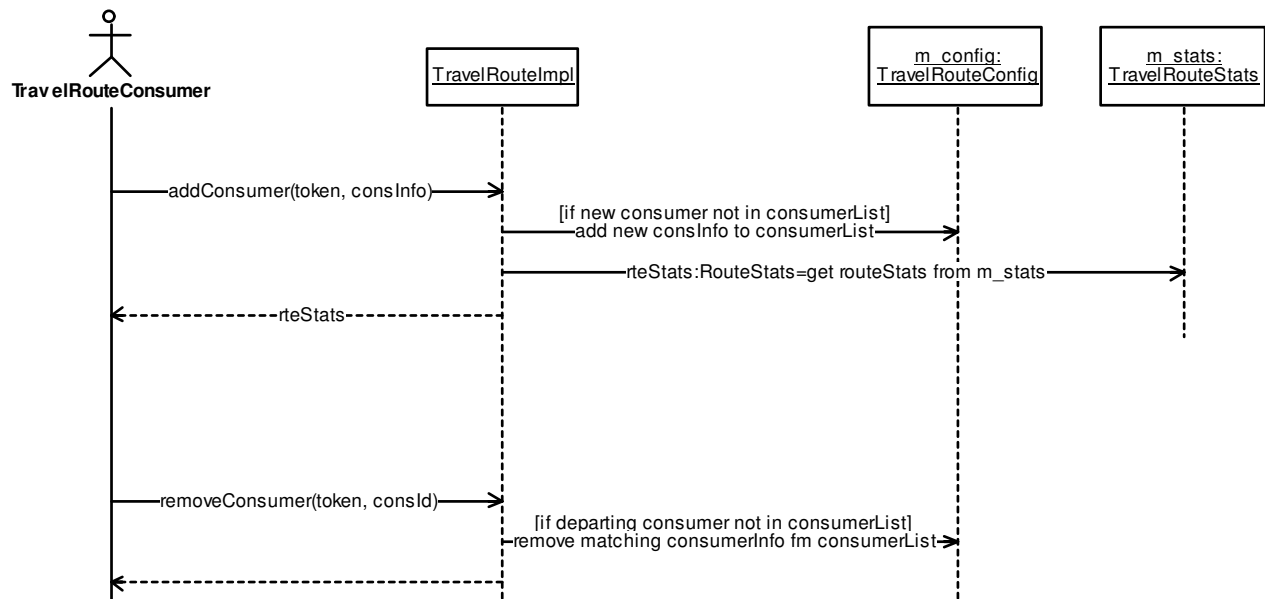 TravelRouteConsumer
TravelRouteImpl
m_config:
TravelRouteConfig
m_stats:
TravelRouteStats
addConsumer(token, consInfo)
[if new consumer not in consumerList]
add new consInfo to consumerList
rteStats:RouteStats=get routeStats from m_stats
rteStats
removeConsumer(token, consId)
[if departing consumer not in consumerList]
remove matching consumerInfo fm consumerList